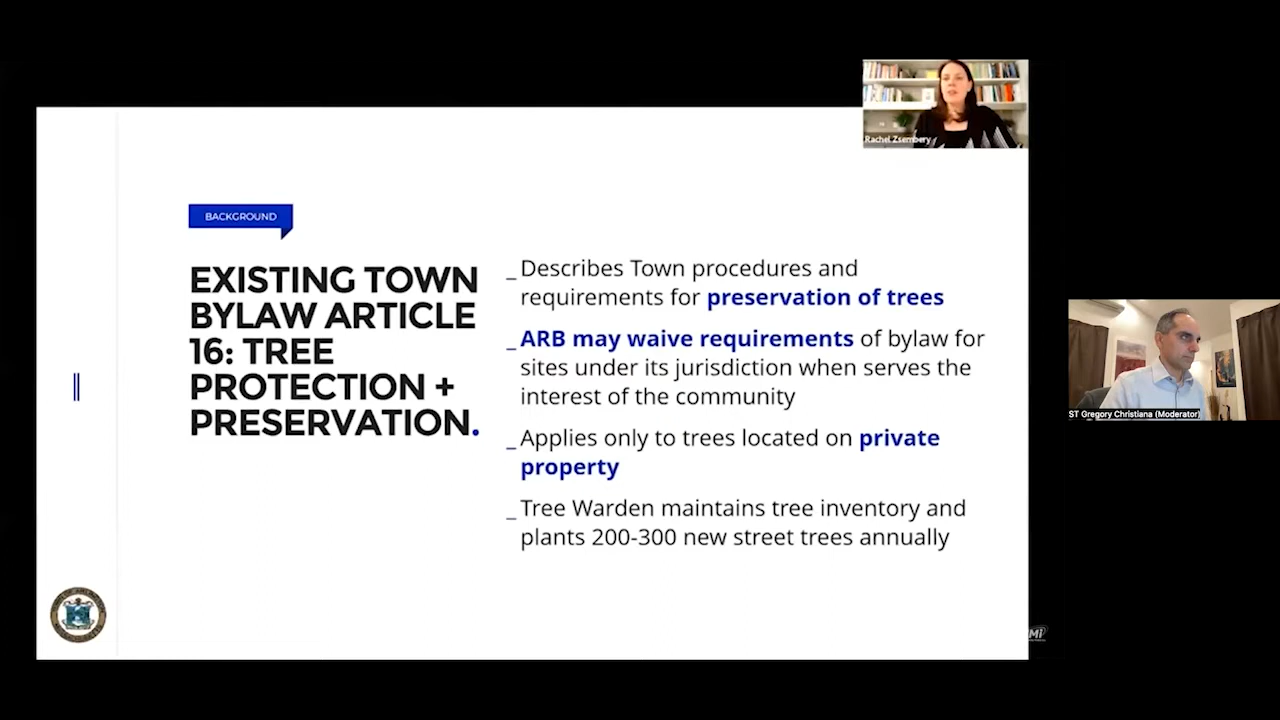 Rachel Zsembery
BACKGROUND
EXISTING TOWN
BYLAW ARTICLE
16: TREE
PROTECTION +
PRESERVATION.
_ Describes Town procedures and
requirements for preservation of trees
_ ARB may waive requirements of bylaw for
sites under its jurisdiction when serves the
interest of the community
_ Applies only to trees located on private
property
_ Tree Warden maintains tree inventory and
plants 200-300 new street trees annually
ST Gregory Christiana (Moderator)